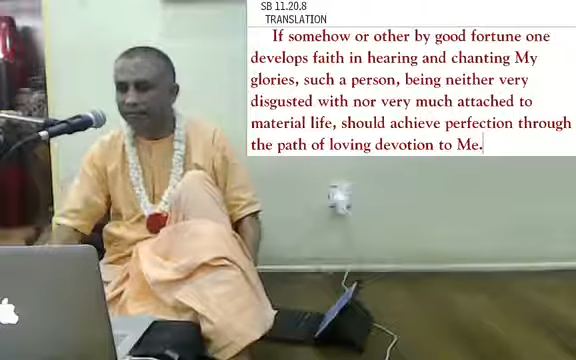 SB 11.20.8
TRANSLATION
If somehow or other by good fortune one
develops faith in hearing and chanting My
glories, such a person, being neither very
disgusted with nor very much attached to
material life, should achieve perfection through
the path of loving devotion to Me.